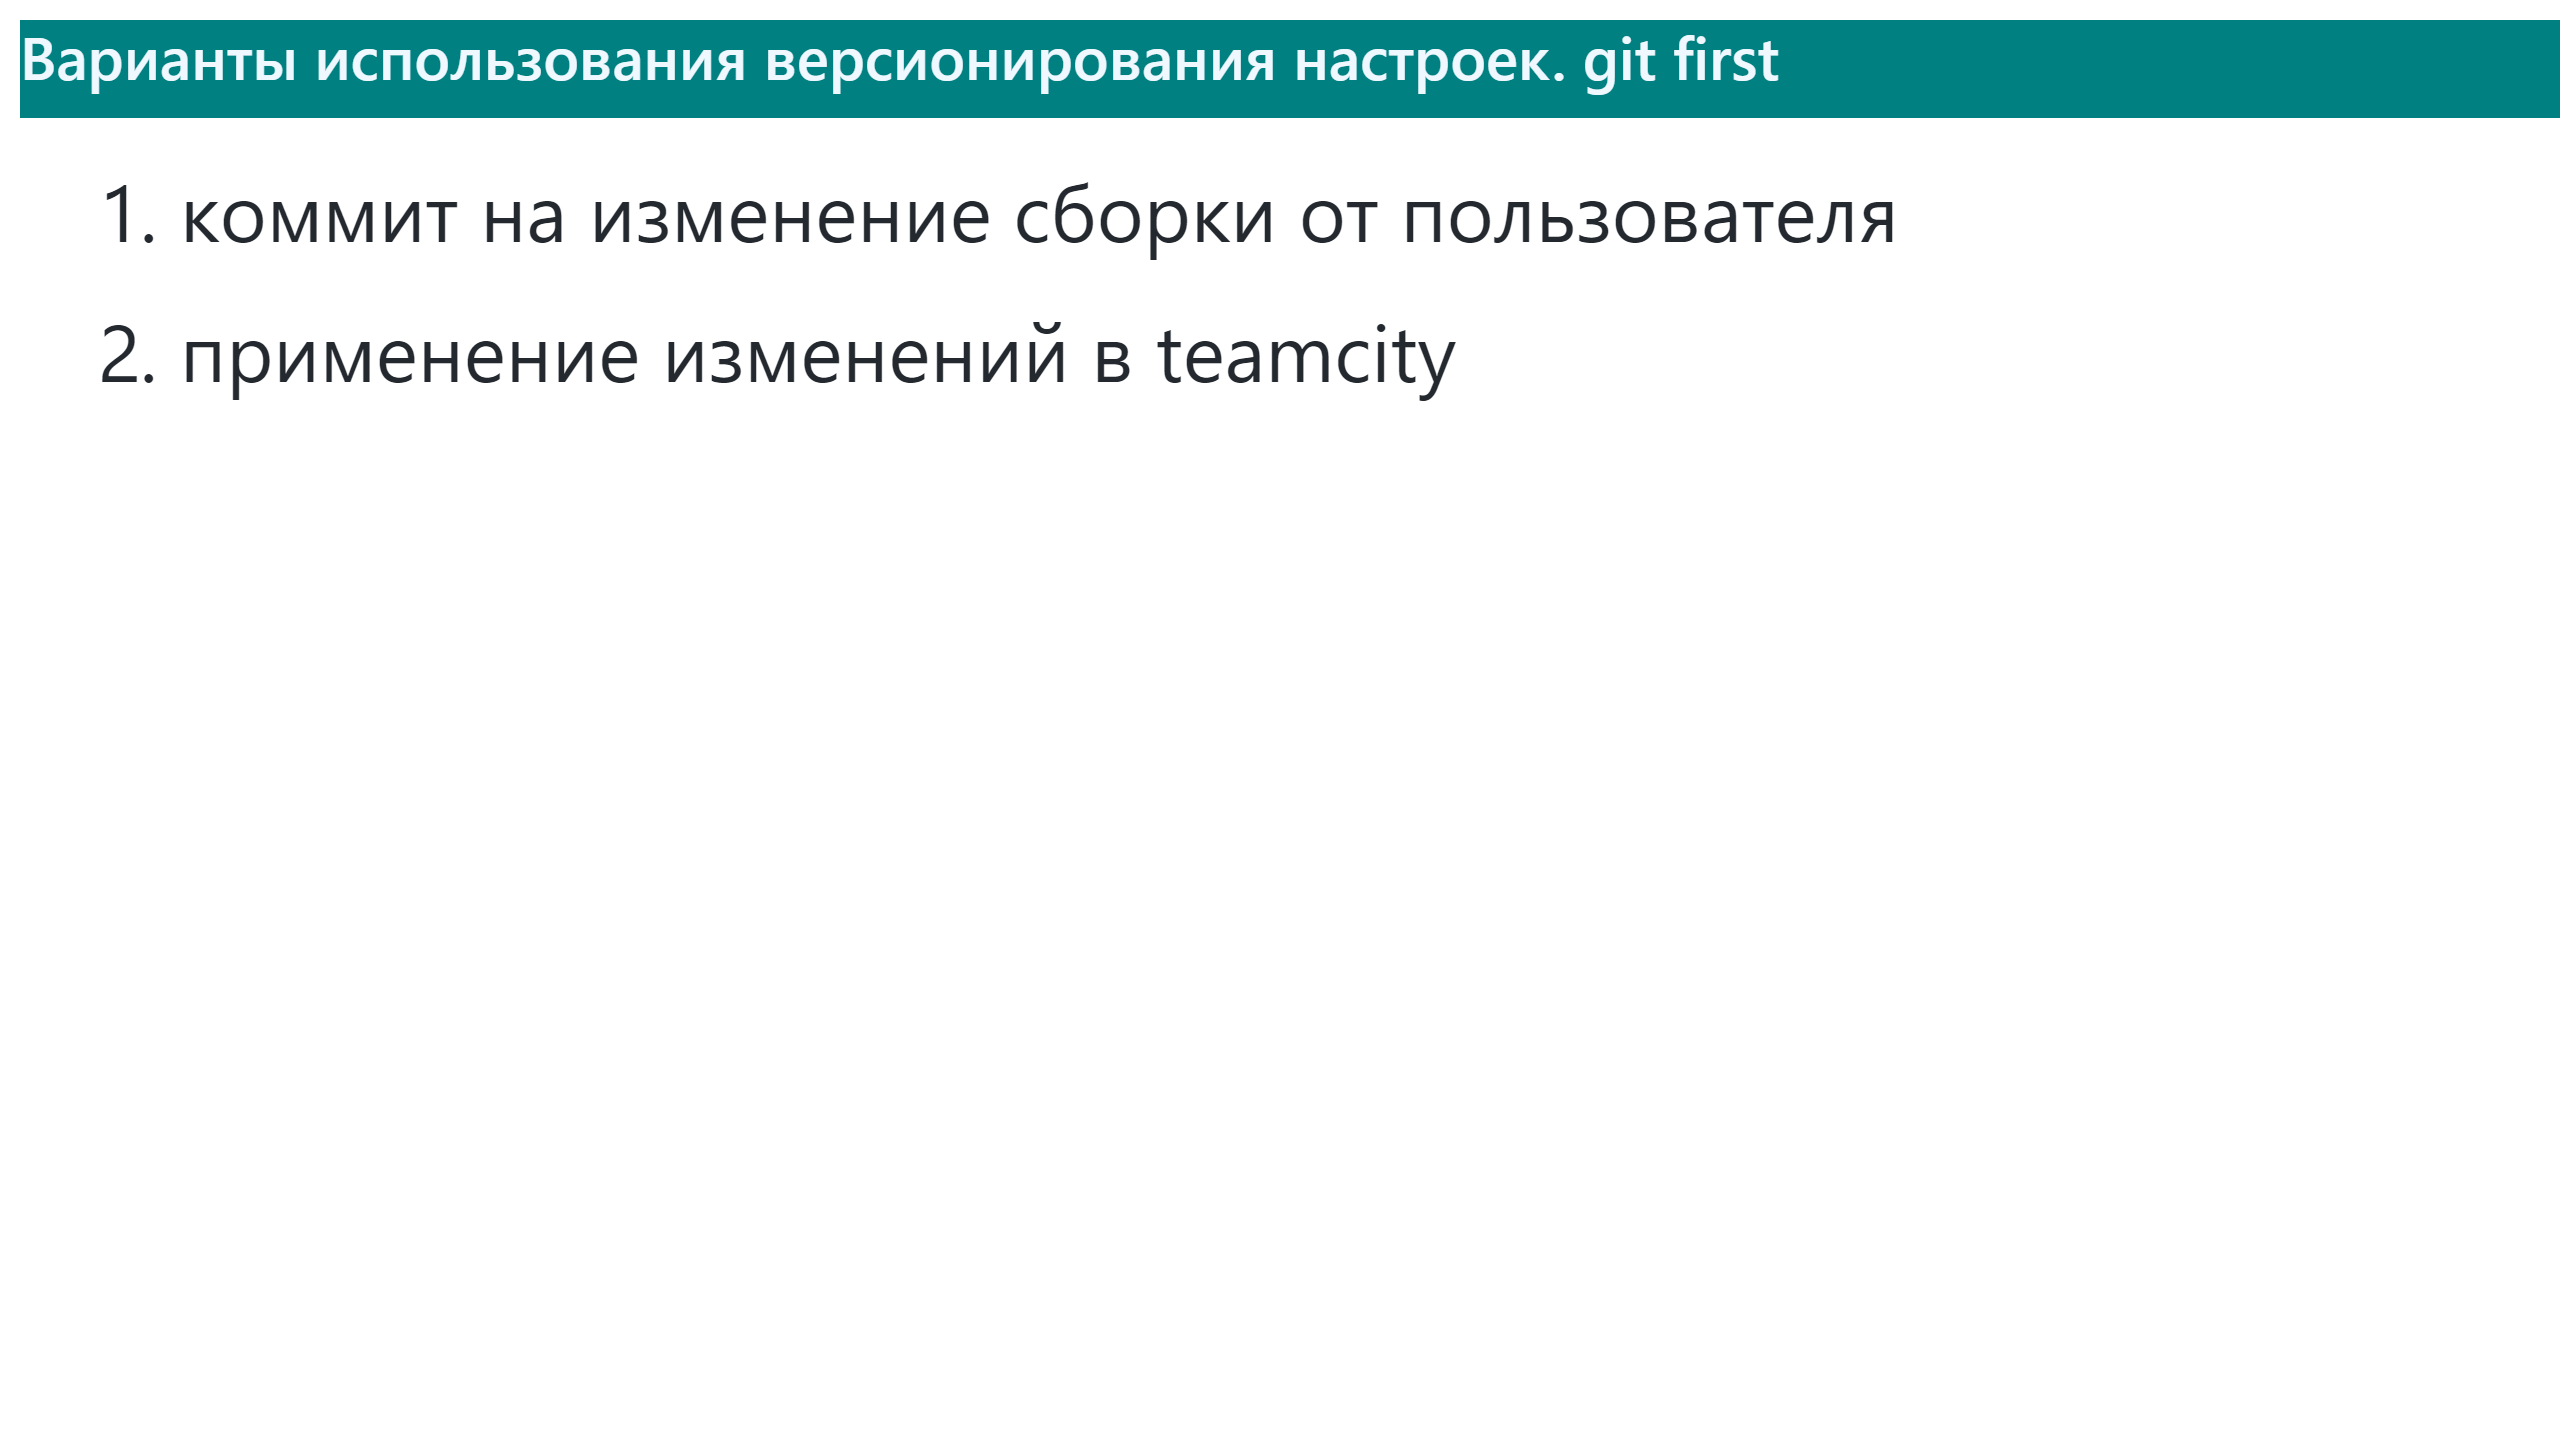 Варианты использования версионирования настроек. git first
1. коммит на изменение сборки от пользователя
2. применение изменений в teamcity